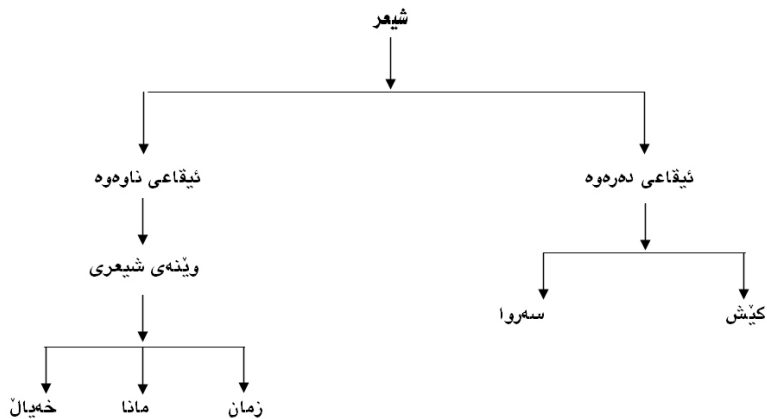 شیعر
ئیقاعی دەرەوە
ئیقاعی ناوەوە
وێنەی شیعری
کێش
سەروا
زمان
مانا
خەیاڵ